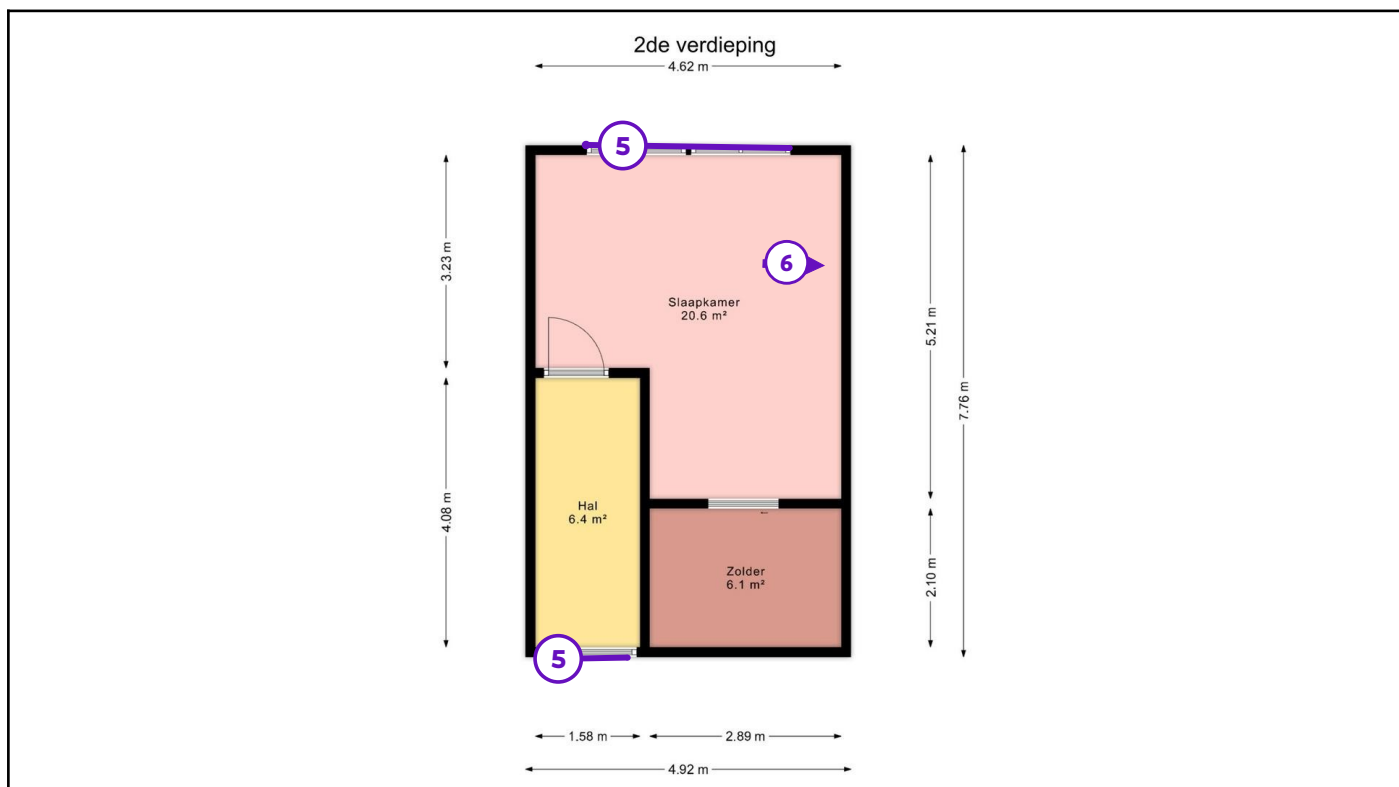 2de verdieping
4.62 m
5
3.23 m
6
Slaapkamer
20.6 m²
5.21 m
7.76 m
Hal
6.4 m²
4.08 m
Zolder
6.1 m²
2.10 m
5
1.58 m
2.89 m
4.92 m